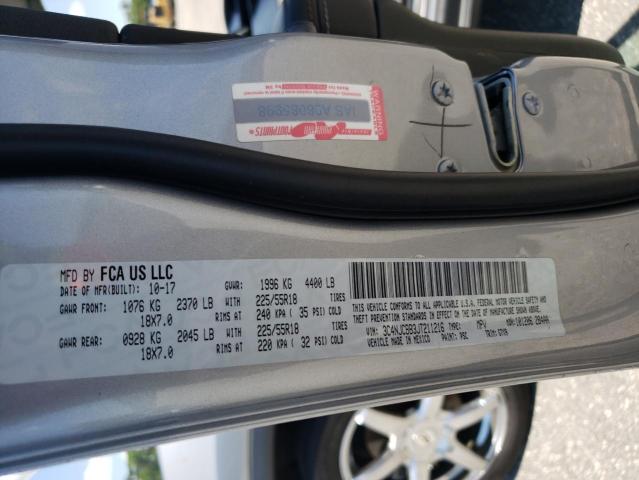 WARNING
IAS A28085898
MFD BY FCA US LLC
DATE OF MFR(BUILT): 10-17 GVWR: 1996 KG 4400 LB
GAWR FRONT: 1076 KG 2370 LB WITH 225/55R18 TIRES
18X7.0 RIMS AT 240 KPA ( 35 PSI) COLD
GAWR REAR: 0928 KG 2045 LB WITH 225/55R18 TIRES
18X7.0 RIMS AT 220 KPA ( 32 PSI) COLD
THIS VEHICLE CONFORMS TO ALL APPLICABLE U.S.A. FEDERAL MOTOR VEHICLE SAFETY AND
THEFT PREVENTION STANDARDS IN EFFECT ON THE DATE OF MANUFACTURE SHOWN ABOVE.
VIN: TYPE: MPV
VEHICLE MADE IN MEXICO PAINT: PSC TRIM: